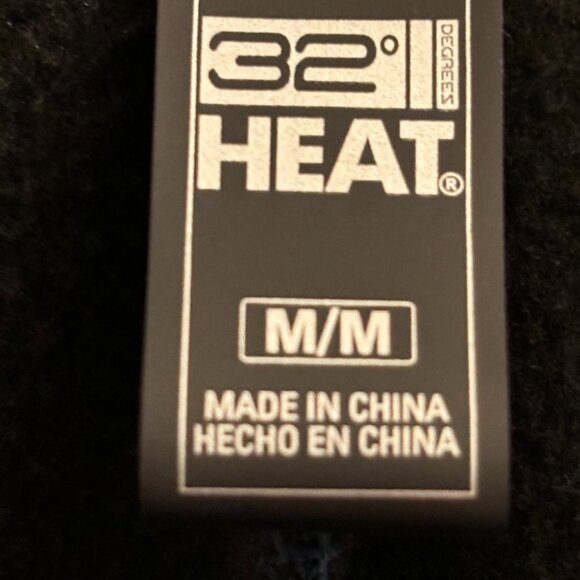 32° DEGREES
HEAT®
M/M
MADE IN CHINA
HECHO EN CHINA